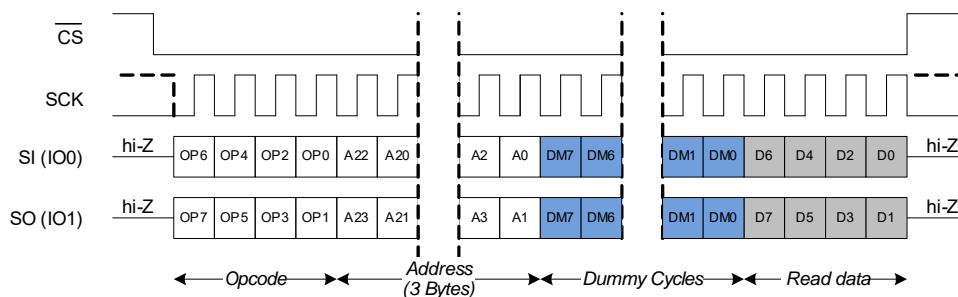 CS
SCK
SI (IO0) hi-Z OP6 OP4 OP2 OP0 A22 A20 A2 A0 DM7 DM6 DM1 DM0 D6 D4 D2 D0 hi-Z
SO (IO1) hi-Z OP7 OP5 OP3 OP1 A23 A21 A3 A1 DM7 DM6 DM1 DM0 D7 D5 D3 D1 hi-Z
Opcode Address Dummy Cycles Read data
(3 Bytes)